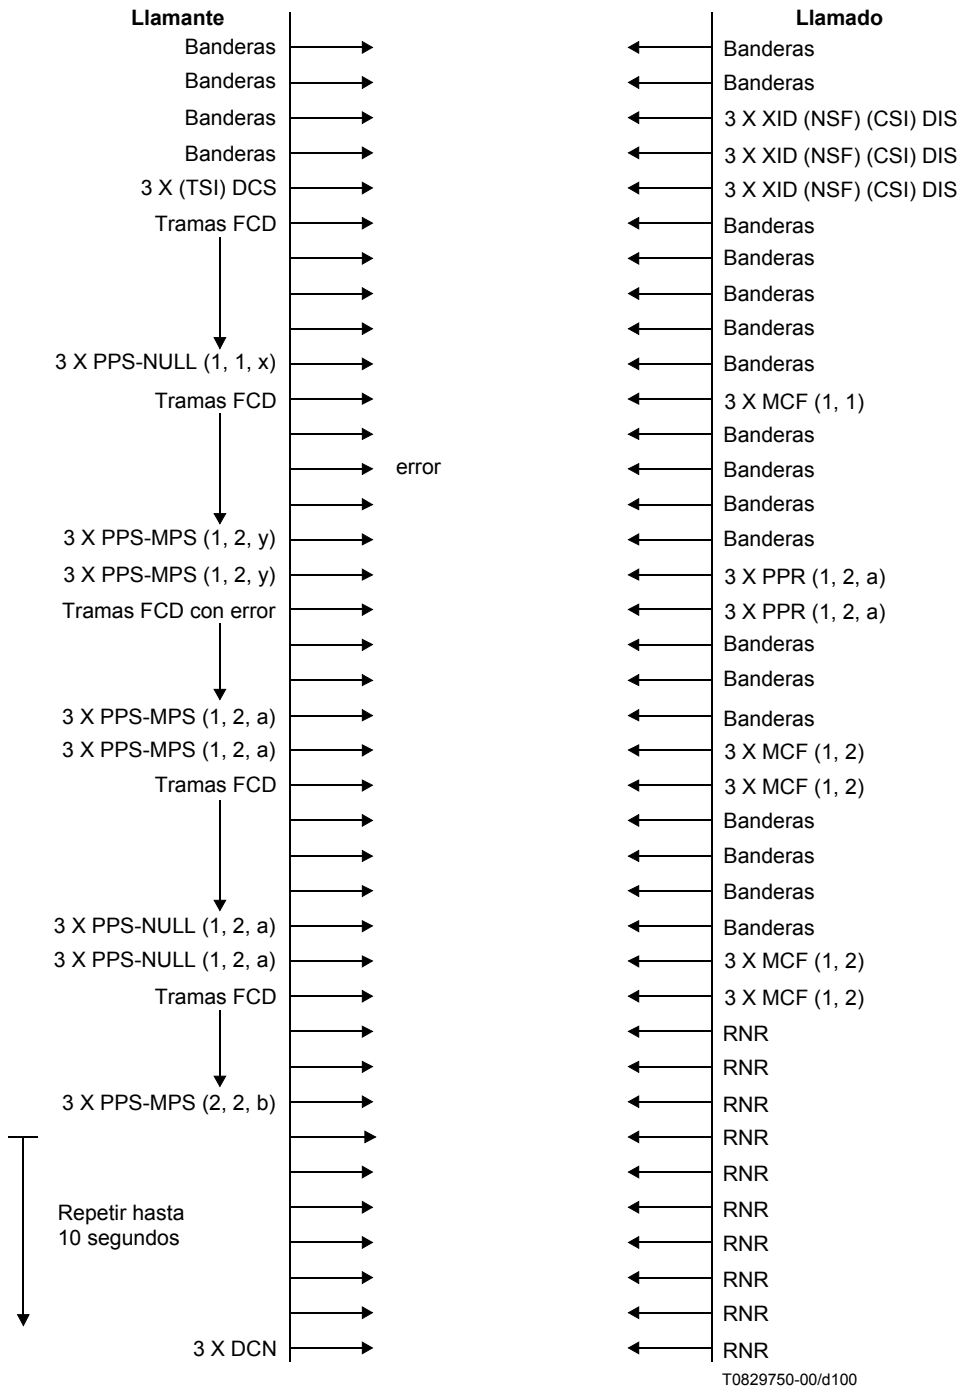 Llamante Llamado
Banderas Banderas
Banderas Banderas
Banderas 3 X XID (NSF) (CSI) DIS
Banderas 3 X XID (NSF) (CSI) DIS
3 X (TSI) DCS 3 X XID (NSF) (CSI) DIS
Tramas FCD Banderas
Banderas
Banderas
Banderas
3 X PPS-NULL (1, 1, x) Banderas
Tramas FCD 3 X MCF (1, 1)
Banderas
error Banderas
Banderas
3 X PPS-MPS (1, 2, y) Banderas
3 X PPS-MPS (1, 2, y) 3 X PPR (1, 2, a)
Tramas FCD con error 3 X PPR (1, 2, a)
Banderas
Banderas
3 X PPS-MPS (1, 2, a) Banderas
3 X PPS-MPS (1, 2, a) 3 X MCF (1, 2)
Tramas FCD 3 X MCF (1, 2)
Banderas
Banderas
Banderas
3 X PPS-NULL (1, 2, a) Banderas
3 X PPS-NULL (1, 2, a) 3 X MCF (1, 2)
Tramas FCD 3 X MCF (1, 2)
RNR
RNR
3 X PPS-MPS (2, 2, b) RNR
RNR
RNR
Repetir hasta RNR
10 segundos RNR
RNR
RNR
3 X DCN RNR
T0829750-00/d100